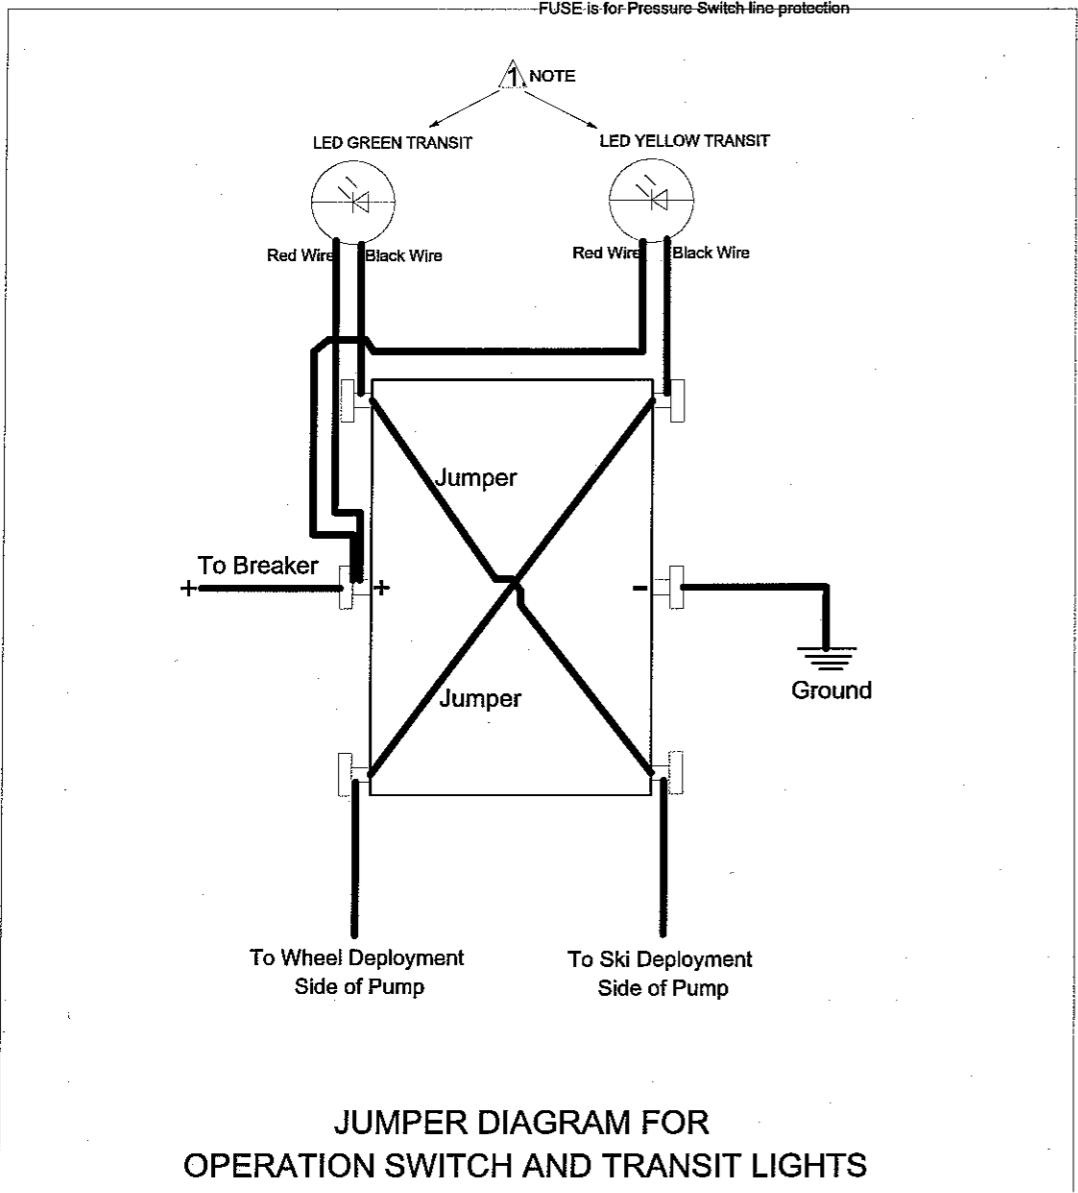 FUSE is for Pressure Switch line protection
1. NOTE
LED GREEN TRANSIT
LED YELLOW TRANSIT
Red Wire
Black Wire
Red Wire
Black Wire
Jumper
To Breaker
+
+
-
Ground
Jumper
To Wheel Deployment
Side of Pump
To Ski Deployment
Side of Pump
JUMPER DIAGRAM FOR
OPERATION SWITCH AND TRANSIT LIGHTS